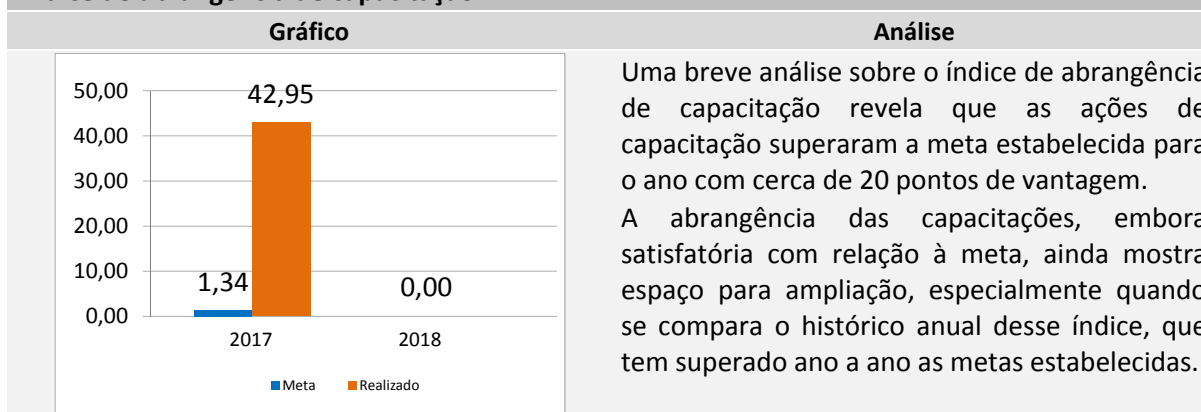 Gráfico
Análise
50,00
40,00
30,00
20,00
10,00
0,00
42,95
1,34
0,00
2017
2018
Meta
Realizado
Uma breve análise sobre o índice de abrangência
de capacitação revela que as ações de
capacitação superaram a meta estabelecida para
o ano com cerca de 20 pontos de vantagem.
A abrangência das capacitações, embora
satisfatória com relação à meta, ainda mostra
espaço para ampliação, especialmente quando
se compara o histórico anual desse índice, que
tem superado ano a ano as metas estabelecidas.